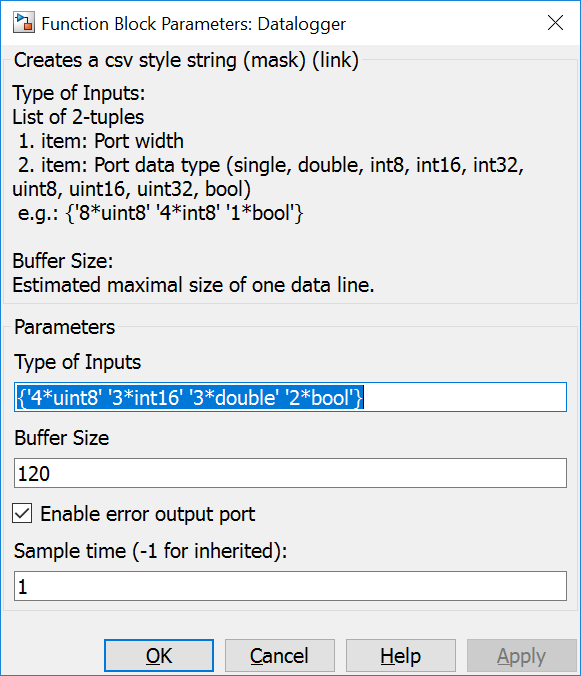 Function Block Parameters: Datalogger
Creates a csv style string (mask) (link)
Type of Inputs:
List of 2-tuples
1. item: Port width
2. item: Port data type (single, double, int8, int16, int32,
uint8, uint16, uint32, bool)
e.g.: {'8*uint8' '4*int8' '1*bool'}
Buffer Size:
Estimated maximal size of one data line.
Parameters
Type of Inputs
{'4*uint8' '3*int16' '3*double' '2*bool'}
Buffer Size
120
Enable error output port
Sample time (-1 for inherited):
1
OK Cancel Help Apply